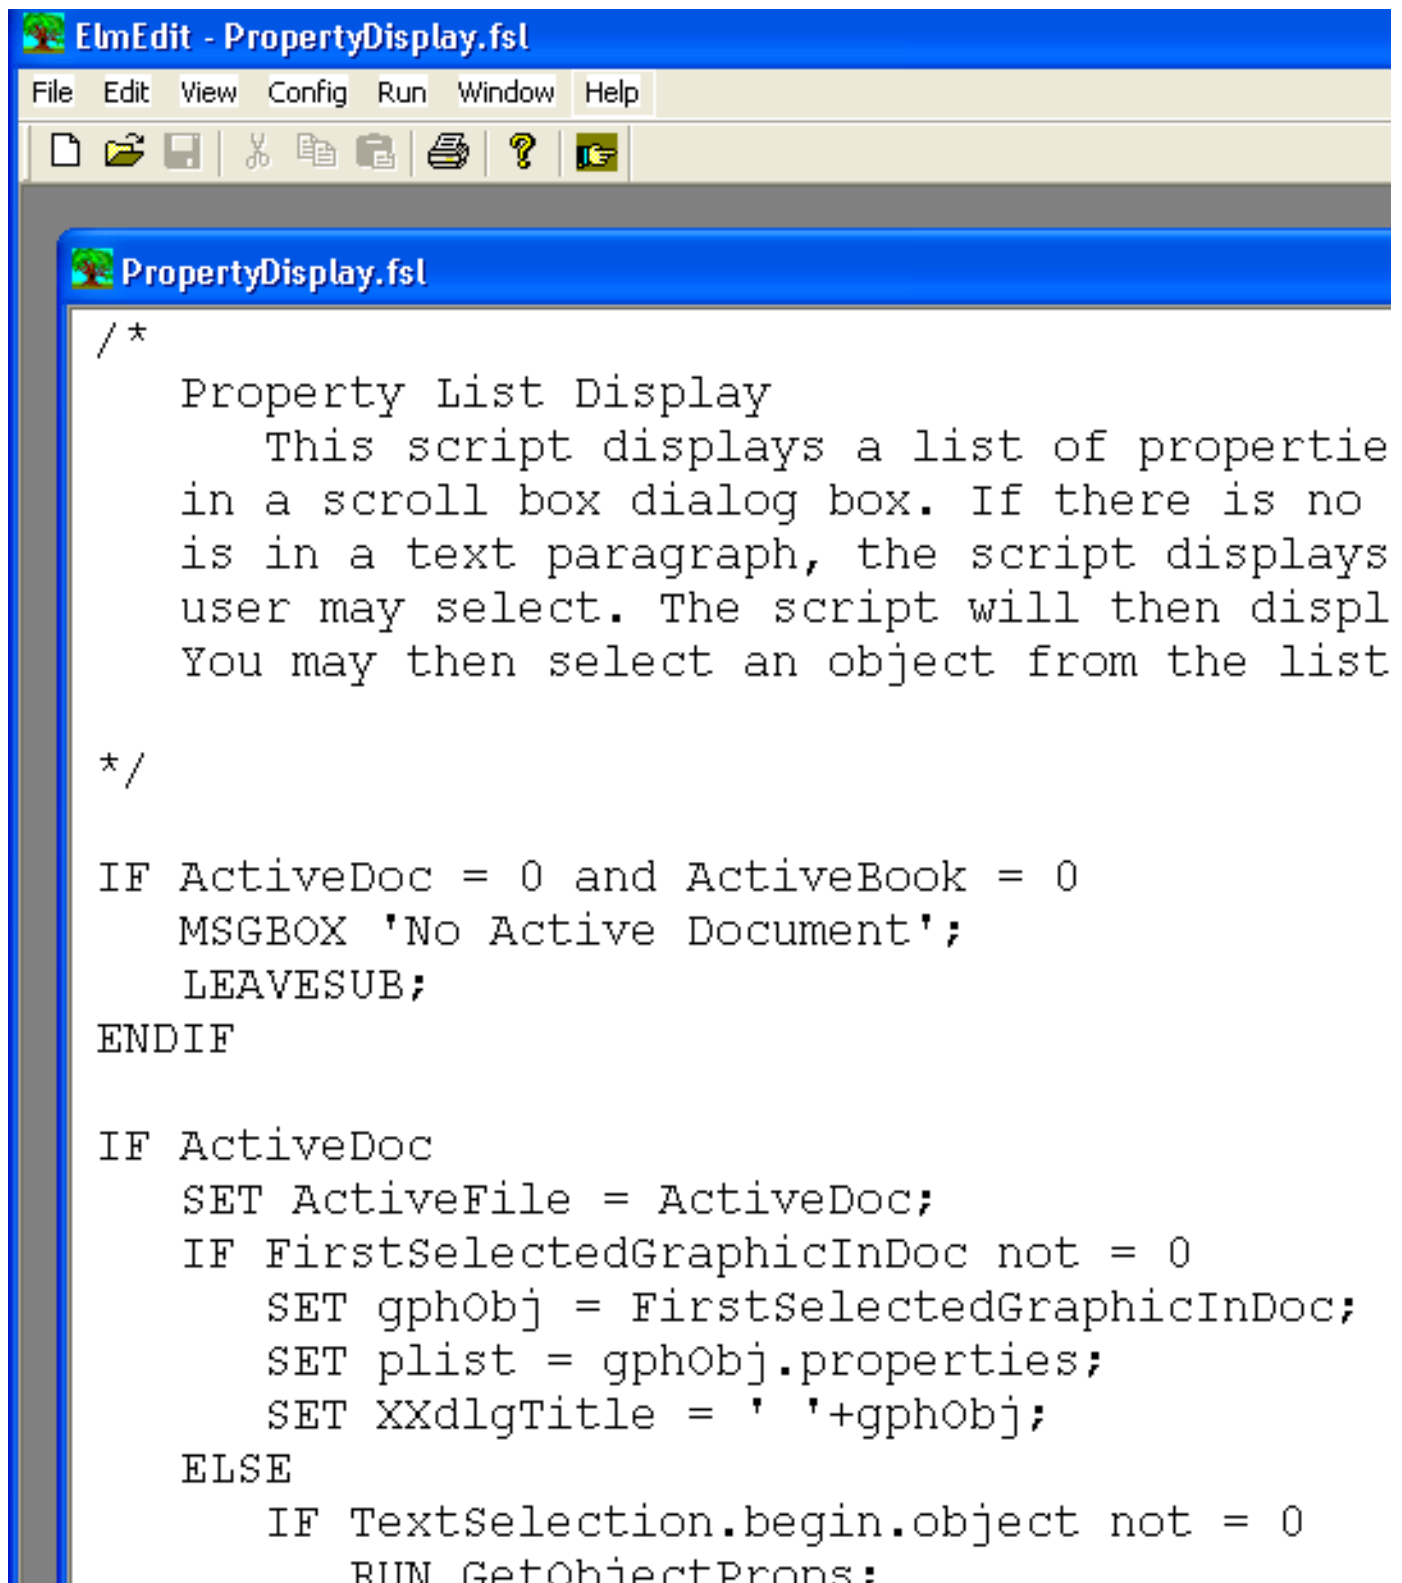 ElmEdit - PropertyDisplay.fsl
File Edit View Config Run Window Help
PropertyDisplay.fsl
/*
Property List Display
This script displays a list of propertie
in a scroll box dialog box. If there is no
is in a text paragraph, the script displays
user may select. The script will then displ
You may then select an object from the list
*/
IF ActiveDoc = 0 and ActiveBook = 0
MSGBOX 'No Active Document';
LEAVESUB;
ENDIF
IF ActiveDoc
SET ActiveFile = ActiveDoc;
IF FirstSelectedGraphicInDoc not = 0
SET gphObj = FirstSelectedGraphicInDoc;
SET plist = gphObj.properties;
SET XXdlgTitle = ' '+gphObj;
ELSE
IF TextSelection.begin.object not = 0
RUN GetObjectProps;